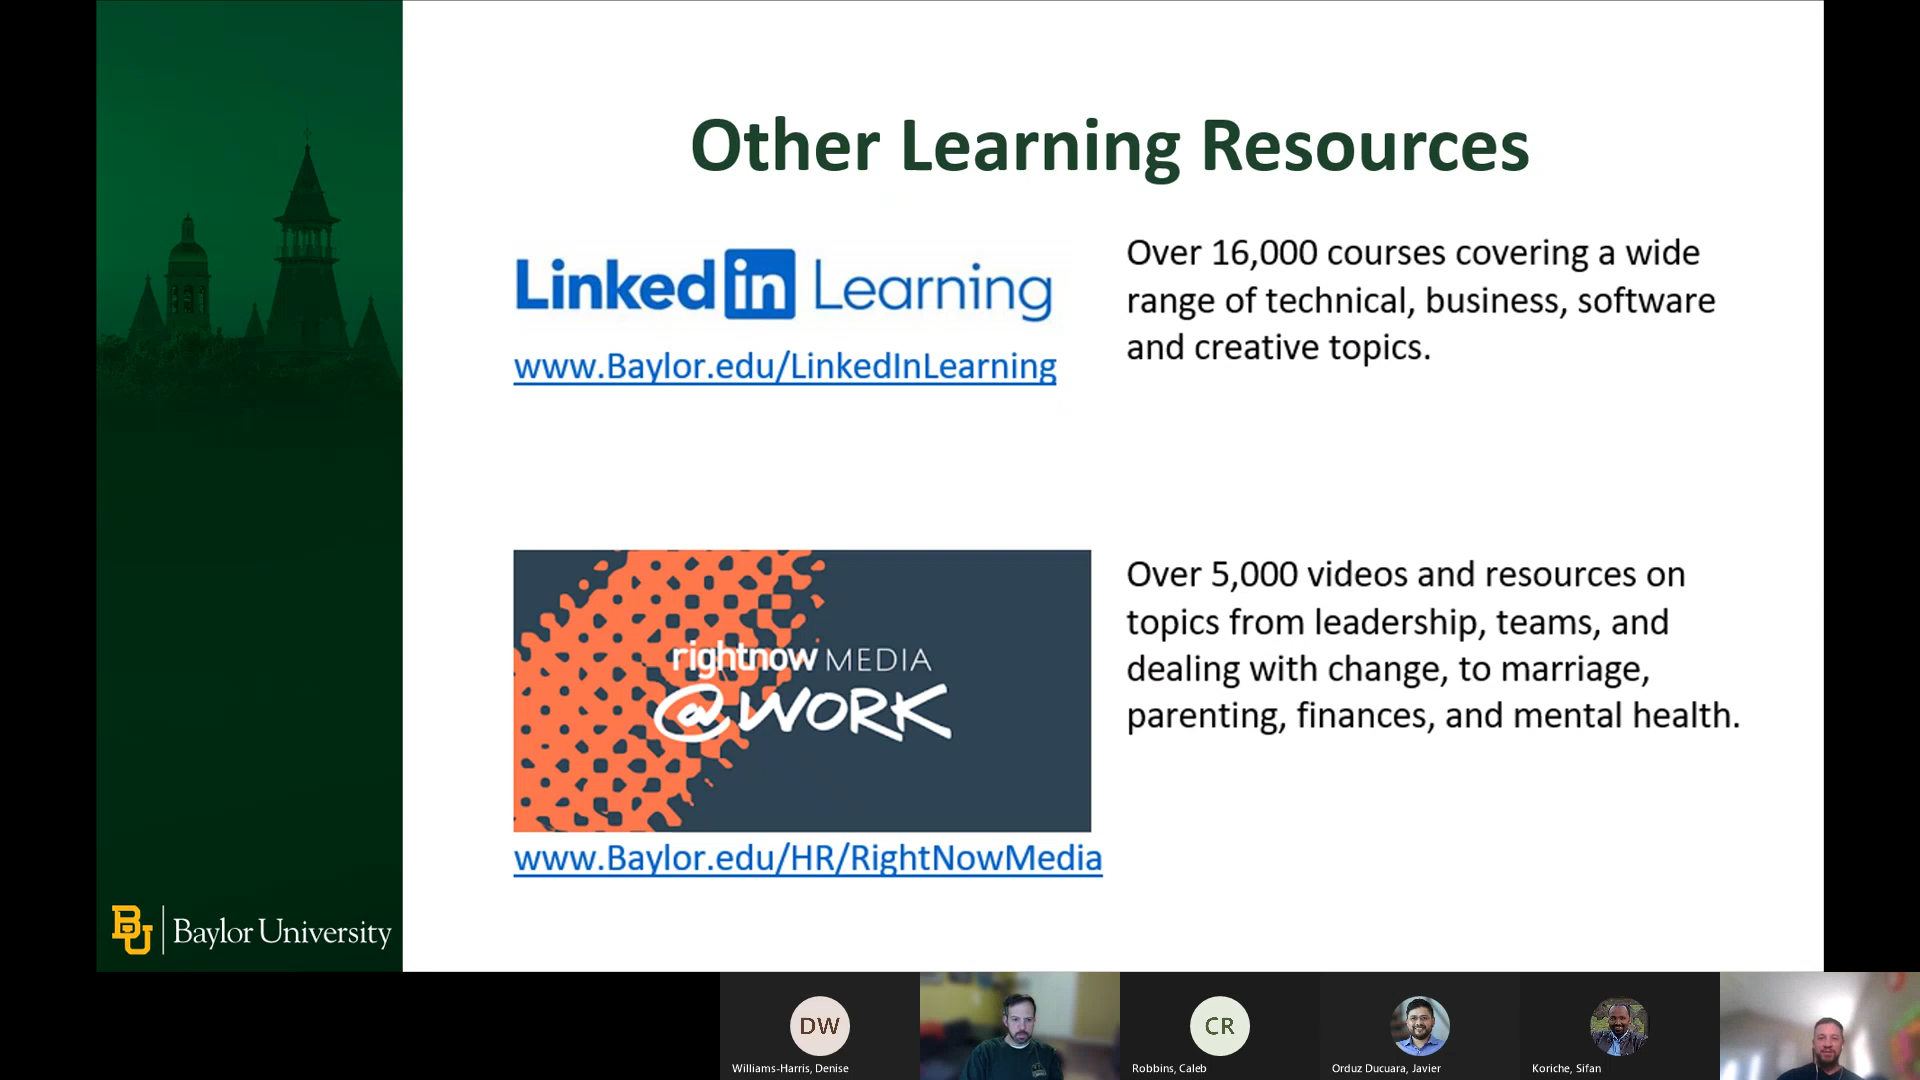 Other Learning Resources
Linked in Learning
www.Baylor.edu/LinkedInLearning
Over 16,000 courses covering a wide
range of technical, business, software
and creative topics.
rightnow MEDIA
@WORK
www.Baylor.edu/HR/RightNowMedia
Over 5,000 videos and resources on
topics from leadership, teams, and
dealing with change, to marriage,
parenting, finances, and mental health.
BU Baylor University
DW
Williams-Harris, Denise
CR
Robbins, Caleb
Orduz Ducuara, Javier
Koriche, Sifan